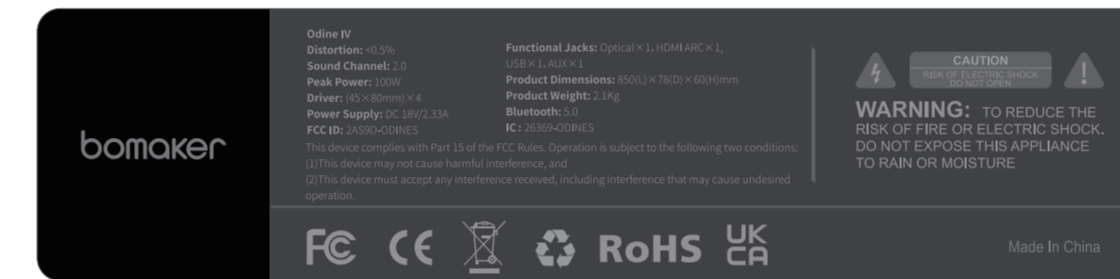 bomaker
Odine IV
Distortion: <0.5%
Sound Channel: 2.0
Peak Power: 100W
Driver: (45×80mm)×4
Power Supply: DC 18V/2.33A
FCC ID: 2AS9D-ODINES
Functional Jacks: Optical×1, HDMI ARC×1,
USB×1, AUX×1
Product Dimensions: 850(L)×78(D)×60(H)mm
Product Weight: 2.1Kg
Bluetooth: 5.0
IC: 26369-ODINES
This device complies with Part 15 of the FCC Rules. Operation is subject to the following two conditions:
(1)This device may not cause harmful interference, and
(2)This device must accept any interference received, including interference that may cause undesired
operation.
CAUTION
RISK OF ELECTRIC SHOCK
DO NOT OPEN
WARNING: TO REDUCE THE
RISK OF FIRE OR ELECTRIC SHOCK.
DO NOT EXPOSE THIS APPLIANCE
TO RAIN OR MOISTURE
FC CE RoHS UK
CA
Made In China